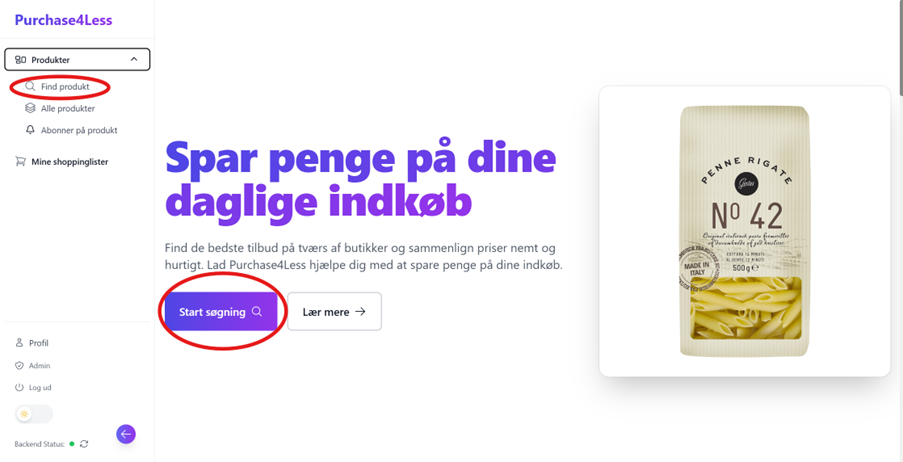 Purchase4Less
Produkter
Find produkt
Alle produkter
Abonner på produkt
Mine shoppinglister
Spar penge på dine
daglige indkøb
Find de bedste tilbud på tværs af butikker og sammenlign priser nemt og
hurtigt. Lad Purchase4Less hjælpe dig med at spare penge på dine indkøb.
Start søgning
Lær mere
PENNE RIGATE
Nº 42
MADE IN
ITALY
500g ℮
Profil
Admin
Log ud
Backend Status: